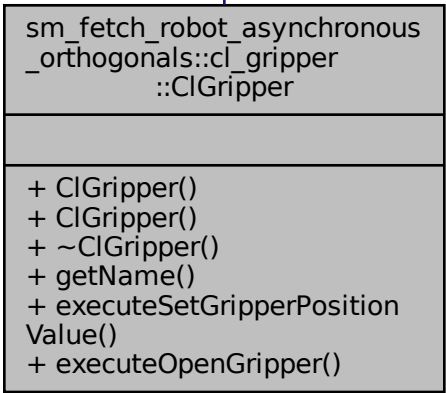 sm_fetch_robot_asynchronous
_orthogonals::cl_gripper
::ClGripper
+ ClGripper()
+ ClGripper()
+ ~ClGripper()
+ getName()
+ executeSetGripperPosition
Value()
+ executeOpenGripper()